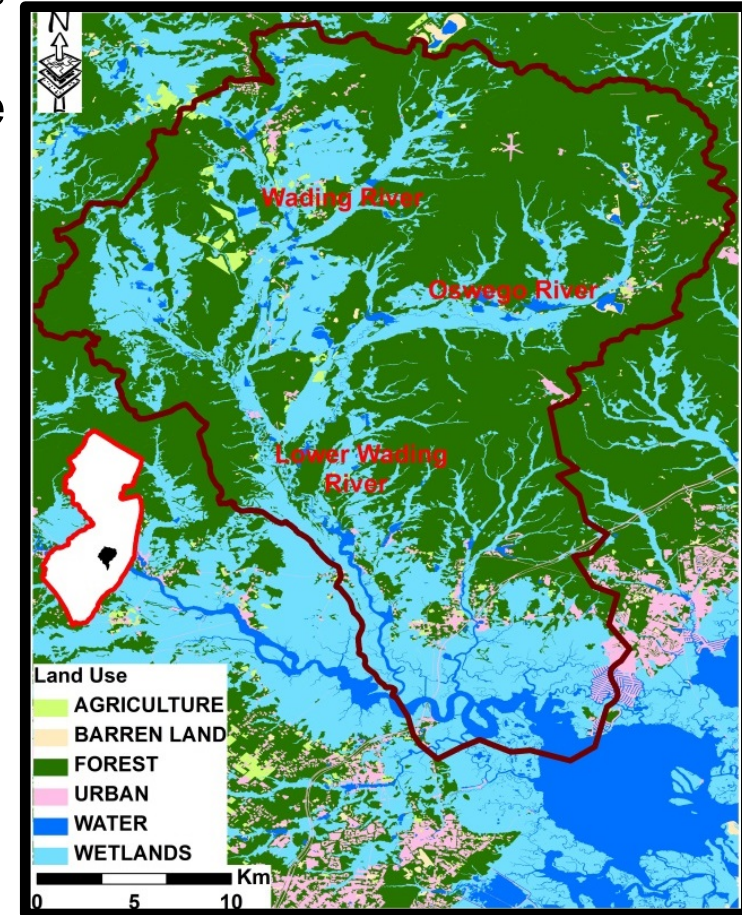 N
Wading River
Oswego River
Lower Wading
River
Land Use
AGRICULTURE
BARREN LAND
FOREST
URBAN
WATER
WETLANDS
Km
0 5 10